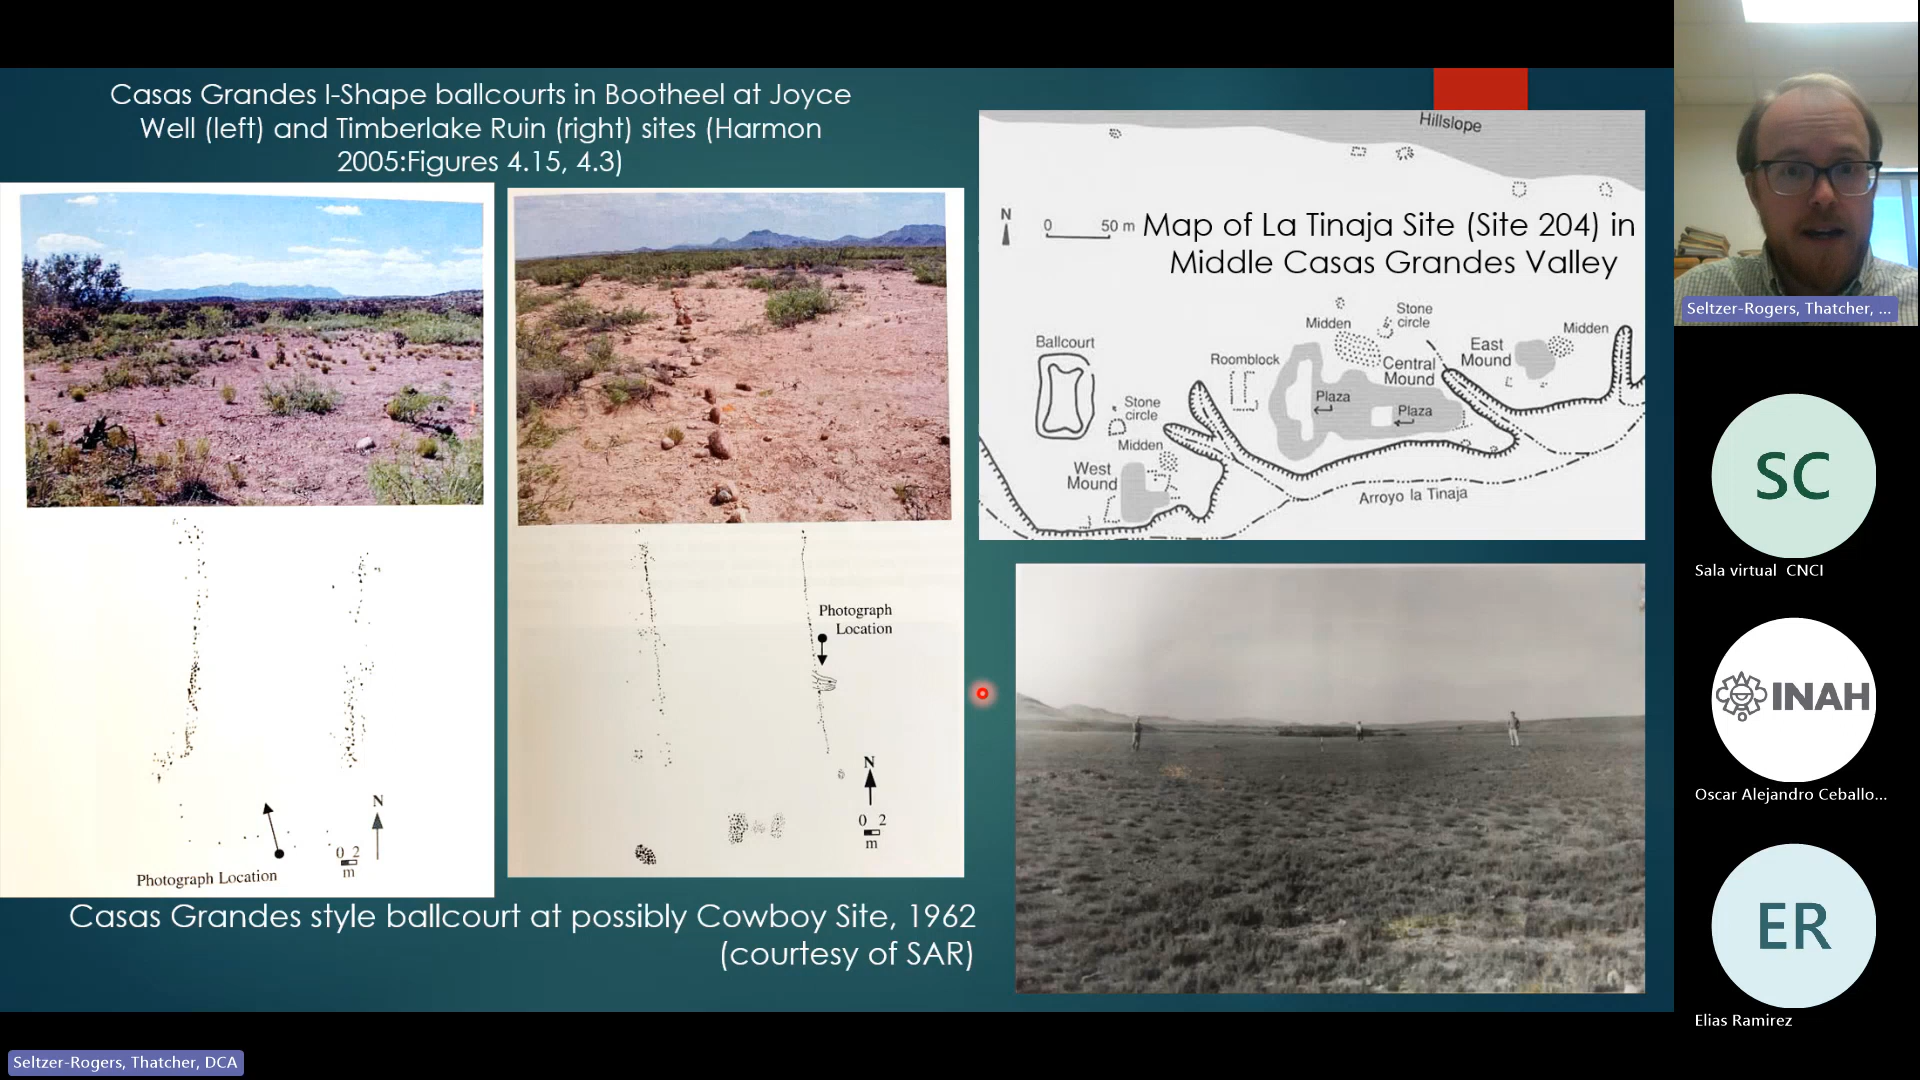 Casas Grandes I-Shape ballcourts in Bootheel at Joyce
Well (left) and Timberlake Ruin (right) sites (Harmon
2005:Figures 4.15, 4.3)
Photograph Location
N
0 2
m
Photograph
Location
N
0 2
m
Hillslope
N
0 50 m
Map of La Tinaja Site (Site 204) in
Middle Casas Grandes Valley
Ballcourt
Stone
circle
Midden
West
Mound
Roomblock
Midden
Stone
circle
Central
Mound
Plaza
Plaza
East
Mound
Midden
Arroyo la Tinaja
Casas Grandes style ballcourt at possibly Cowboy Site, 1962
(courtesy of SAR)
Seltzer-Rogers, Thatcher, ...
SC
Sala virtual CNCI
INAH
Oscar Alejandro Ceballo...
ER
Elias Ramirez
Seltzer-Rogers, Thatcher, DCA